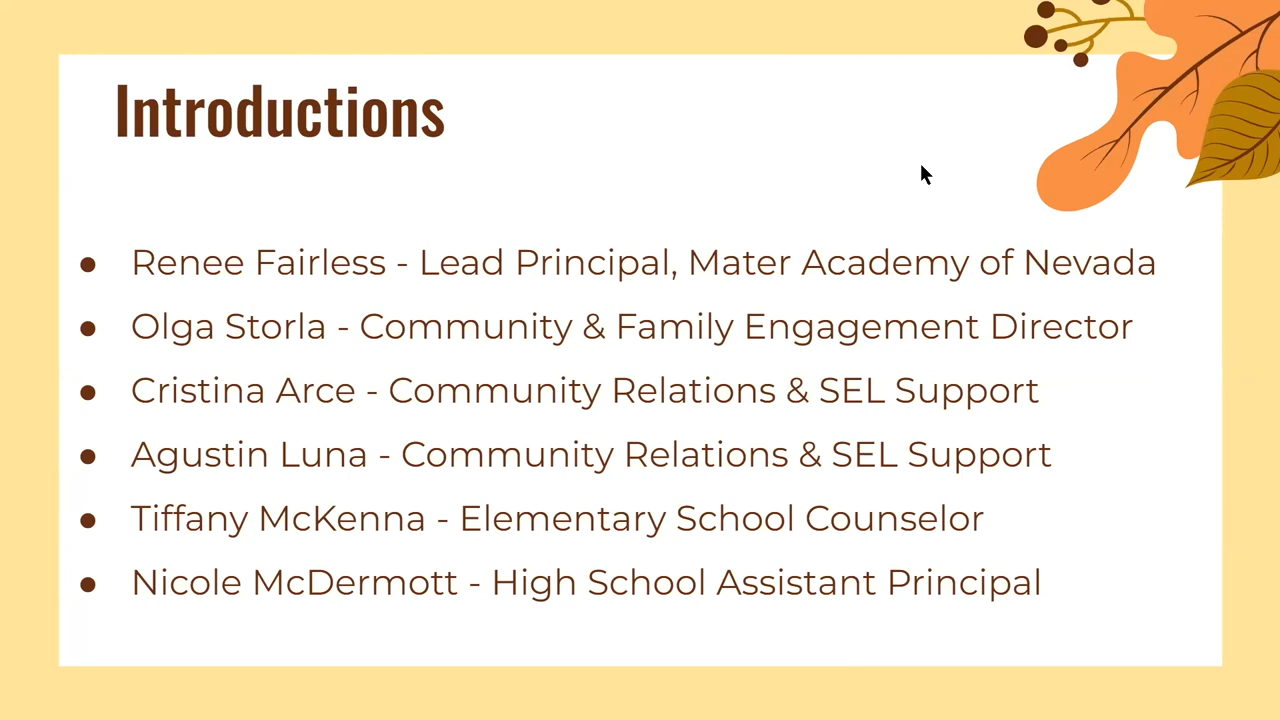 Introductions
● Renee Fairless - Lead Principal, Mater Academy of Nevada
● Olga Storla - Community & Family Engagement Director
● Cristina Arce - Community Relations & SEL Support
● Agustin Luna - Community Relations & SEL Support
● Tiffany McKenna - Elementary School Counselor
● Nicole McDermott - High School Assistant Principal